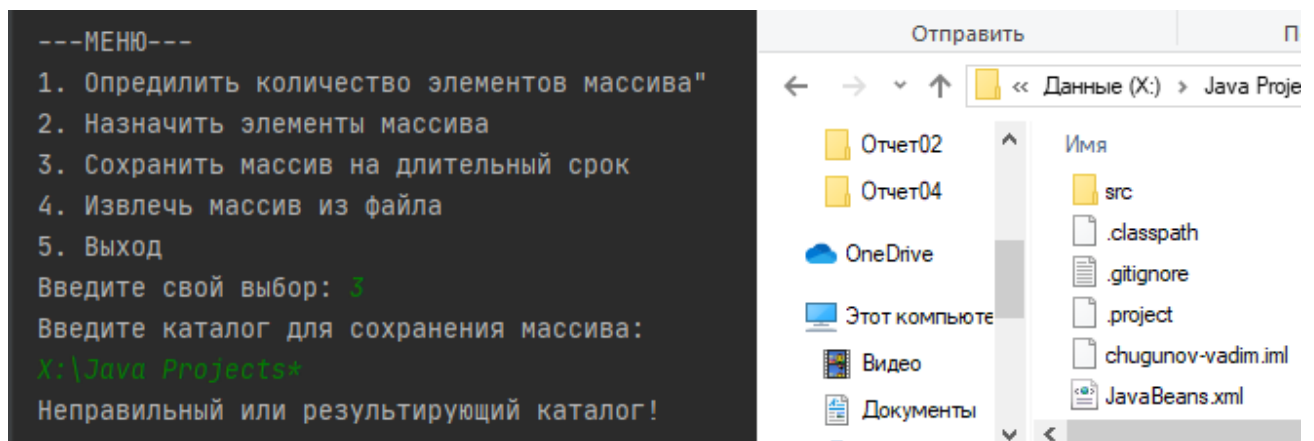 ---МЕНЮ---
1. Опредилить количество элементов массива"
2. Назначить элементы массива
3. Сохранить массив на длительный срок
4. Извлечь массив из файла
5. Выход
Введите свой выбор: 3
Введите каталог для сохранения массива:
X:\Java Projects*
Неправильный или результирующий каталог!
Отправить
П
« Данные (X:) › Java Proje
Отчет02
Отчет04
OneDrive
Этот компьюте
Видео
Документы
Имя
src
.classpath
.gitignore
.project
chugunov-vadim.iml
JavaBeans.xml